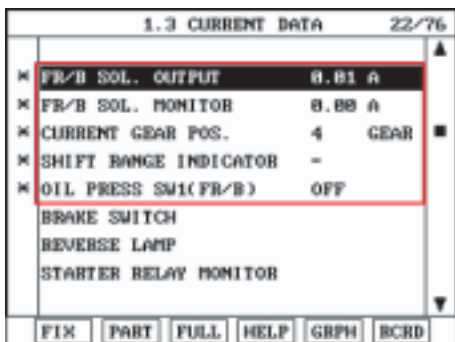 1.3 CURRENT DATA 22/76
* FR/B SOL. OUTPUT 0.01 A
* FR/B SOL. MONITOR 0.00 A
* CURRENT GEAR POS. 4 GEAR
* SHIFT RANGE INDICATOR -
* OIL PRESS SW1(FR/B) OFF
BRAKE SWITCH
REVERSE LAMP
STARTER RELAY MONITOR
FIX PART FULL HELP GRPH RCRD